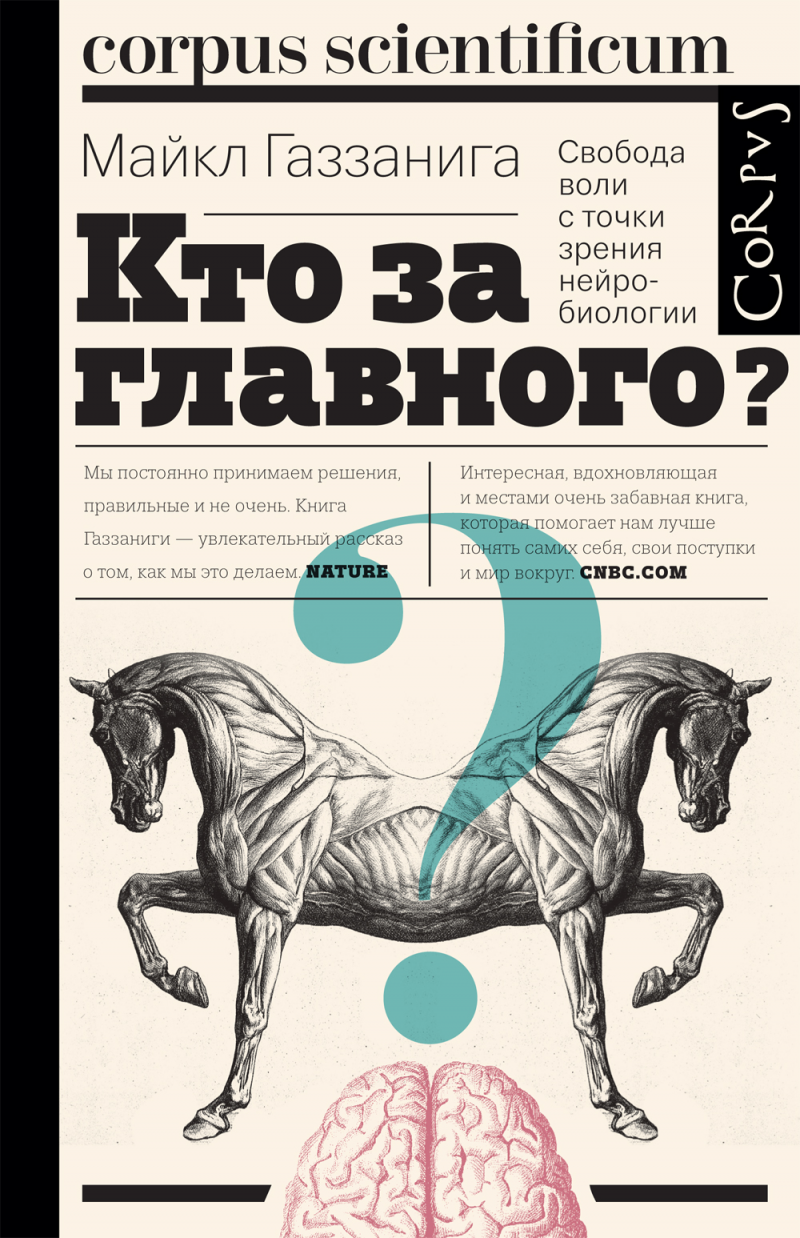 corpus scientificum
CORPVS
Майкл Газзанига
Свобода
воли
с точки
зрения
нейро-
биологии
Кто за
главного?
Мы постоянно принимаем решения,
правильные и не очень. Книга
Газзаниги — увлекательный рассказ
о том, как мы это делаем. NATURE
Интересная, вдохновляющая
и местами очень забавная книга,
которая помогает нам лучше
понять самих себя, свои поступки
и мир вокруг. CNBC.COM
?